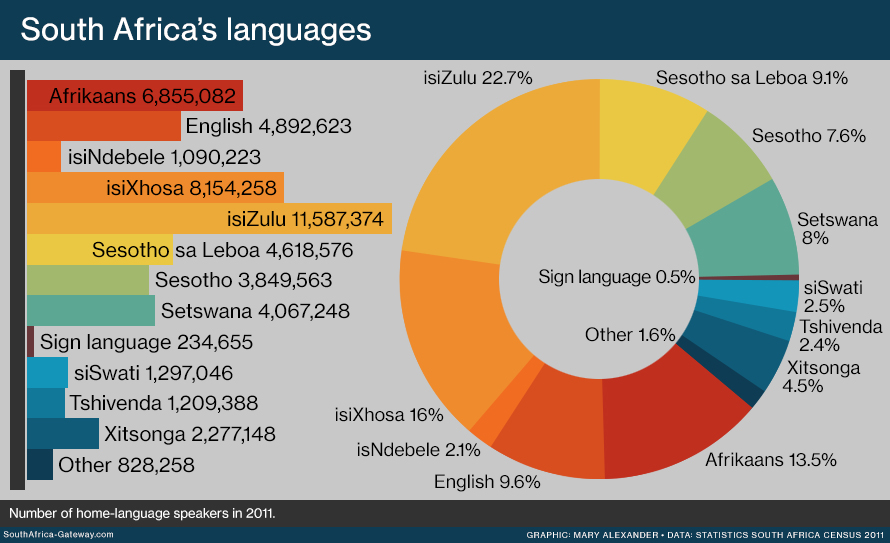 South Africa's languages
Afrikaans 6,855,082
English 4,892,623
isiNdebele 1,090,223
isiXhosa 8,154,258
isiZulu 11,587,374
Sesotho sa Leboa 4,618,576
Sesotho 3,849,563
Setswana 4,067,248
Sign language 234,655
siSwati 1,297,046
Tshivenda 1,209,388
Xitsonga 2,277,148
Other 828,258
isiZulu 22.7%
Sesotho sa Leboa 9.1%
Sesotho 7.6%
Setswana
8%
Sign language 0.5%
siSwati
2.5%
Tshivenda
2.4%
Other 1.6%
Xitsonga
4.5%
isiXhosa 16%
isNdebele 2.1%
English 9.6%
Afrikaans 13.5%
Number of home-language speakers in 2011.
SouthAfrica-Gateway.com
GRAPHIC: MARY ALEXANDER • DATA: STATISTICS SOUTH AFRICA CENSUS 2011